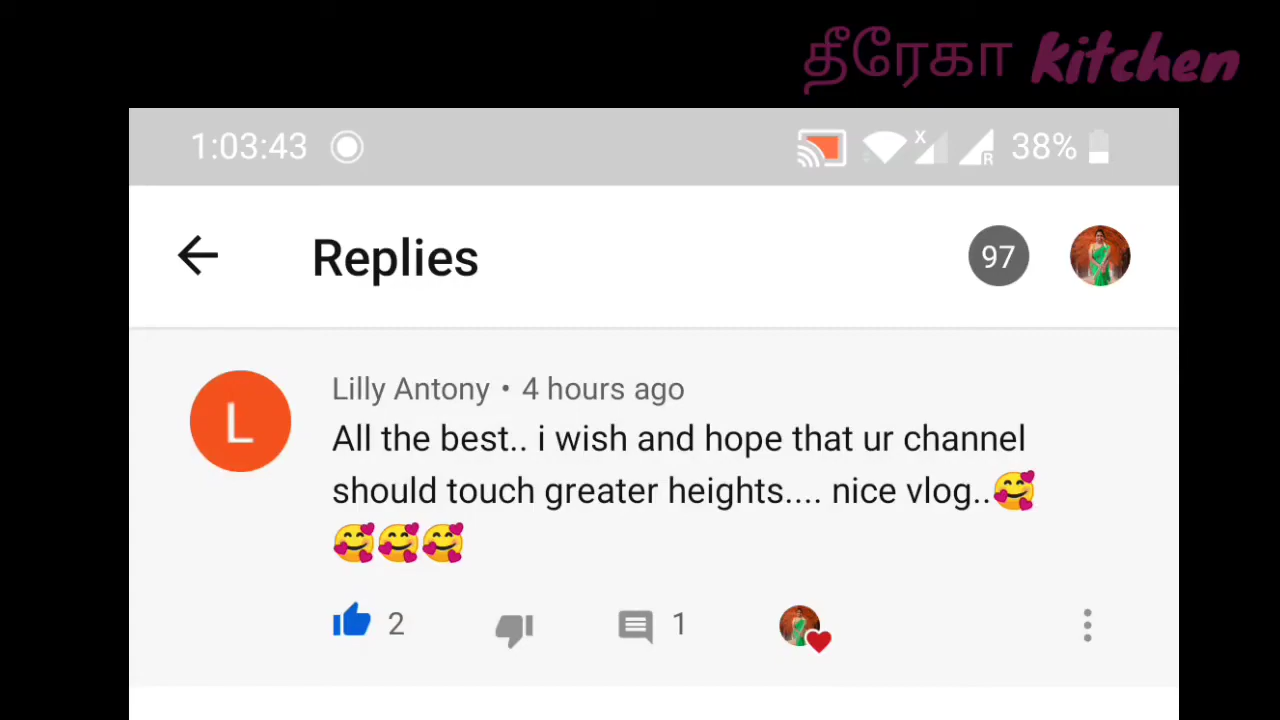 தீரேகா Kitchen
1:03:43 X R 38%
Replies 97
L
Lilly Antony • 4 hours ago
All the best.. i wish and hope that ur channel
should touch greater heights.... nice vlog..🥰
🥰🥰🥰
2 1